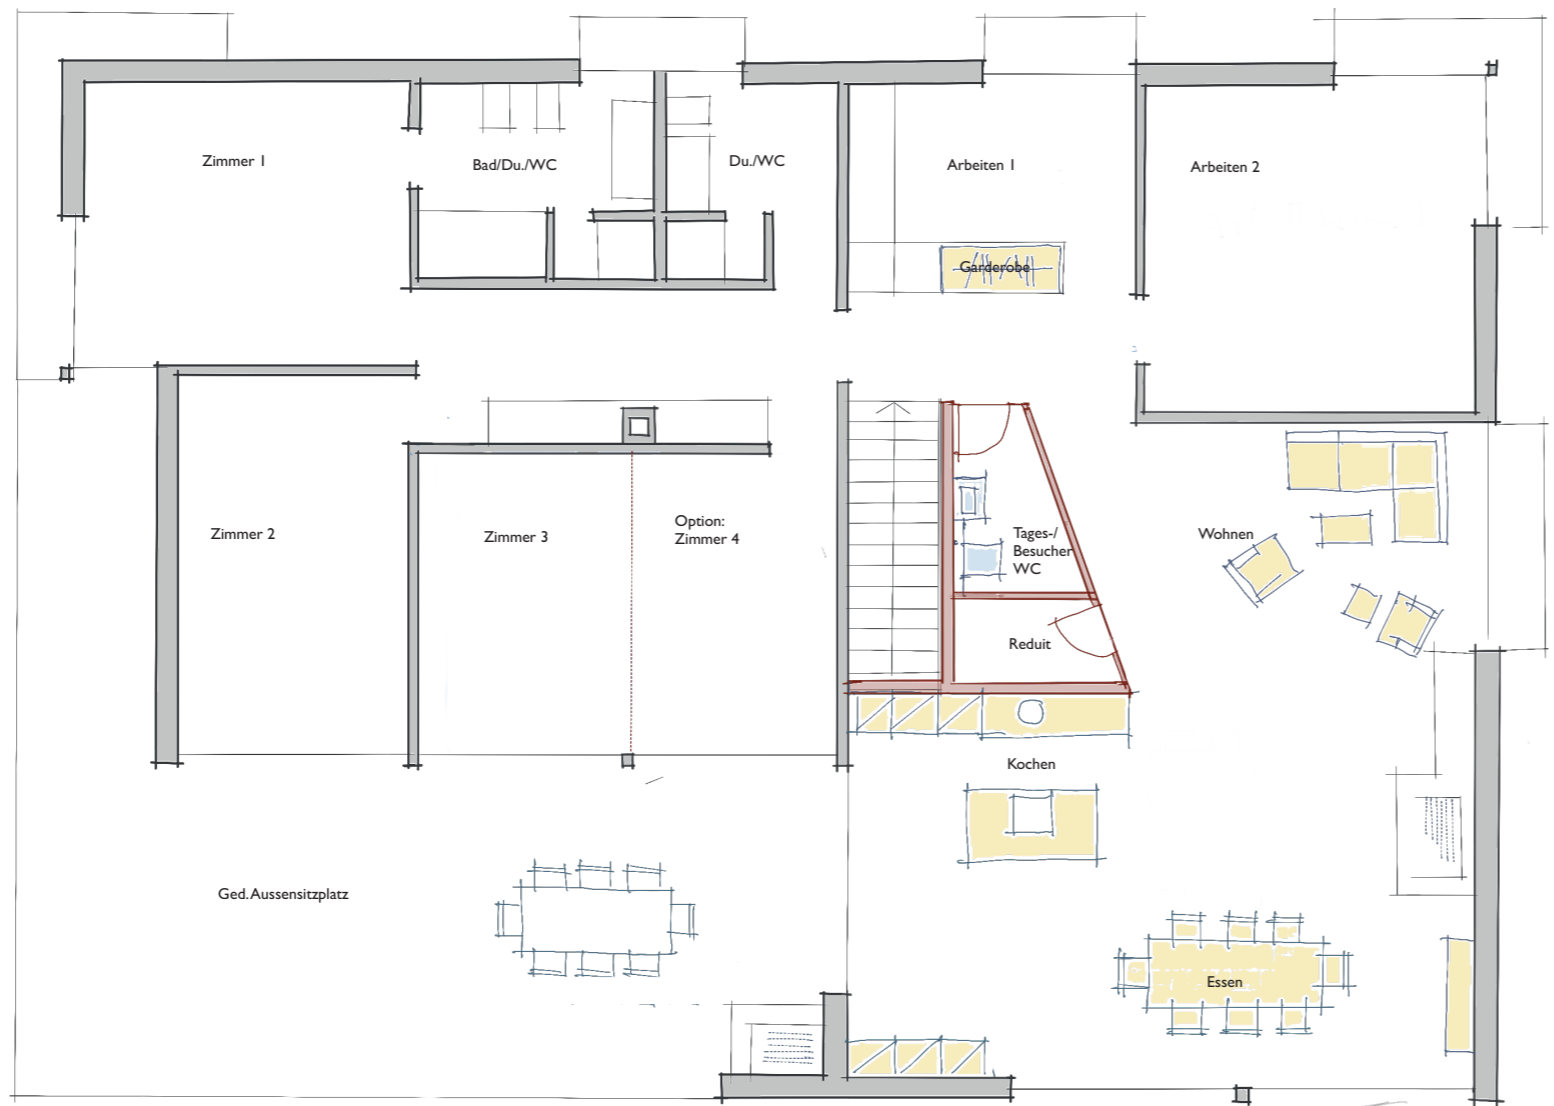 Zimmer 1
Bad/Du./WC
Du./WC
Arbeiten 1
Arbeiten 2
Garderobe
Zimmer 2
Zimmer 3
Option:
Zimmer 4
Tages-/
Besucher
WC
Wohnen
Reduit
Kochen
Ged. Aussensitzplatz
Essen